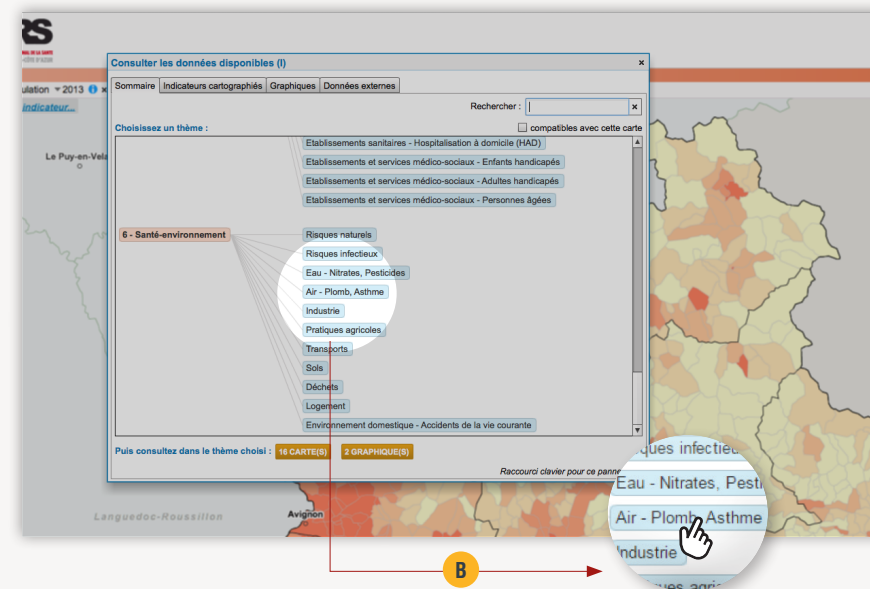 RS
Consulter les données disponibles (I) ×
ulation 2013 i ×
indicateur...
Sommaire Indicateurs cartographiés Graphiques Données externes
Rechercher : ×
Choisissez un thème : compatibles avec cette carte
Le Puy-en-Vela
Etablissements sanitaires - Hospitalisation à domicile (HAD)
Etablissements et services médico-sociaux - Enfants handicapés
Etablissements et services médico-sociaux - Adultes handicapés
Etablissements et services médico-sociaux - Personnes âgées
6 - Santé-environnement
Risques naturels
Risques infectieux
Eau - Nitrates, Pesticides
Air - Plomb, Asthme
Industrie
Pratiques agricoles
Transports
Sols
Déchets
Logement
Environnement domestique - Accidents de la vie courante
Puis consultez dans le thème choisi : 16 CARTE(S) 2 GRAPHIQUE(S)
Raccourci clavier pour ce panne
Languedoc-Roussillon
Avignon
ques infectieu
Eau - Nitrates, Pesti
Air - Plomb, Asthme
Industrie
ques agri
B